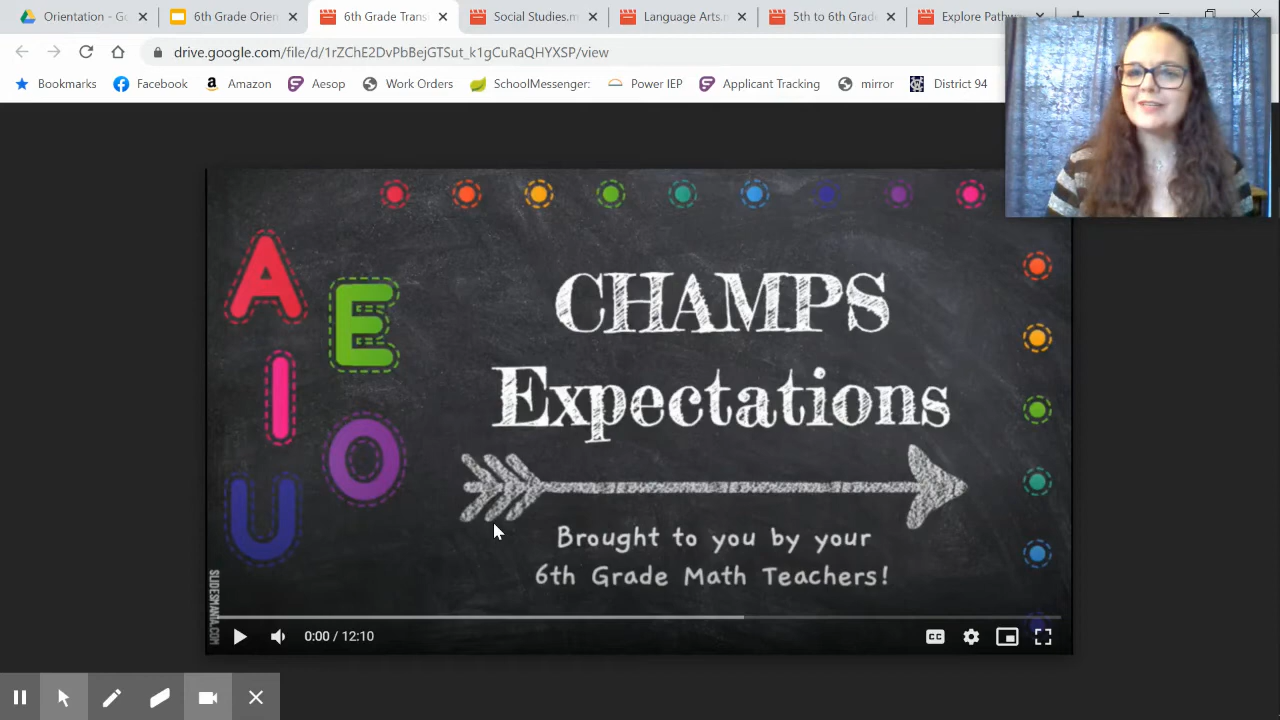 Orientation - Go
6th Grade Orien
6th Grade Trans
Social Studies.m
Language Arts.
5th to 6th Grad
Explore Pathw
drive.google.com/file/d/1rZChE2DvPbBejGTSut_k1gCuRaQHYXSP/view
Bookmarks
Facebook
Amazon
Aesop
Work Orders
SchoolMessenger:
Power IEP
Applicant Tracking
mirror
District 94
A
E
I
O
U
CHAMPS
Expectations
Brought to you by your
6th Grade Math Teachers!
SLIDESMANIA.COM
0:00 / 12:10
CC